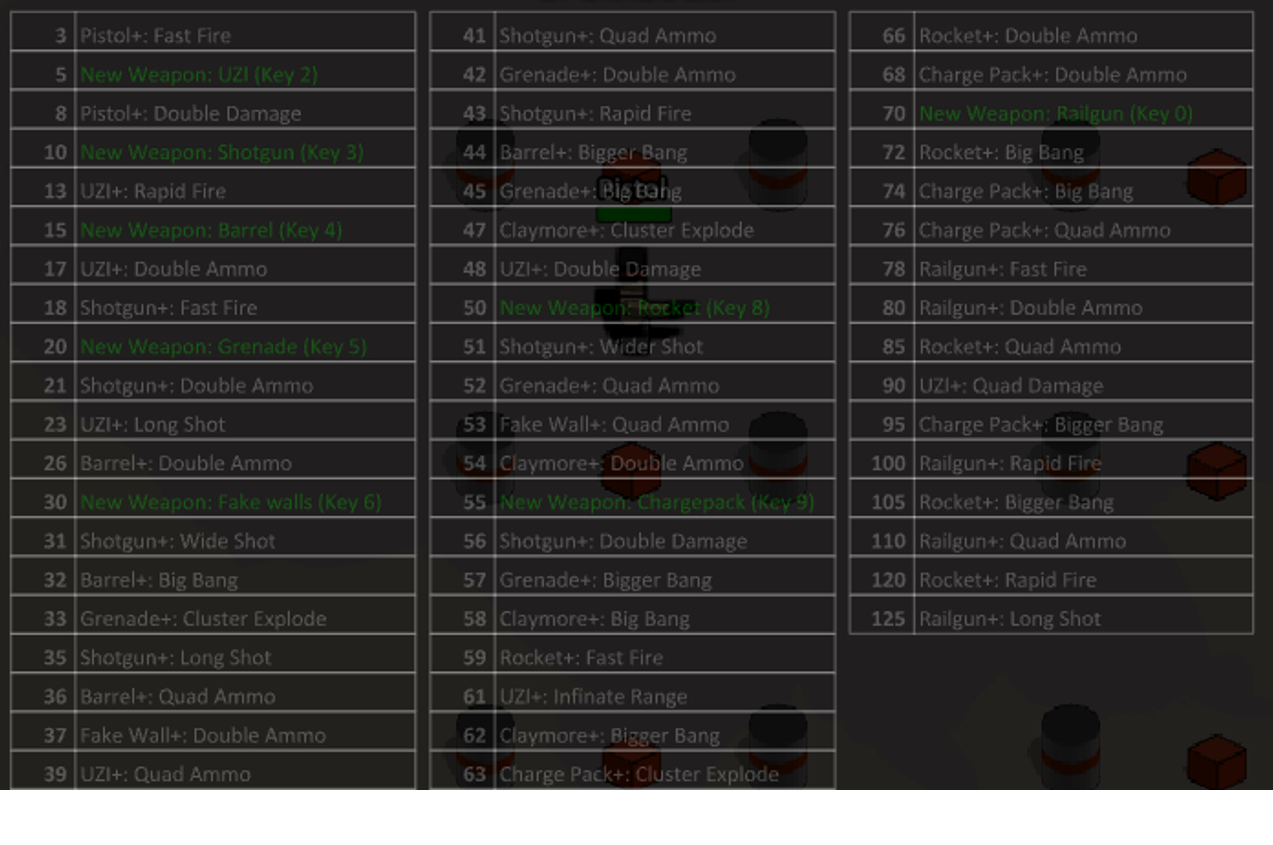 3 Pistol+: Fast Fire
5 New Weapon: UZI (Key 2)
8 Pistol+: Double Damage
10 New Weapon: Shotgun (Key 3)
13 UZI+: Rapid Fire
15 New Weapon: Barrel (Key 4)
17 UZI+: Double Ammo
18 Shotgun+: Fast Fire
20 New Weapon: Grenade (Key 5)
21 Shotgun+: Double Ammo
23 UZI+: Long Shot
26 Barrel+: Double Ammo
30 New Weapon: Fake walls (Key 6)
31 Shotgun+: Wide Shot
32 Barrel+: Big Bang
33 Grenade+: Cluster Explode
35 Shotgun+: Long Shot
36 Barrel+: Quad Ammo
37 Fake Wall+: Double Ammo
39 UZI+: Quad Ammo
41 Shotgun+: Quad Ammo
42 Grenade+: Double Ammo
43 Shotgun+: Rapid Fire
44 Barrel+: Bigger Bang
45 Grenade+: Big Bang
Pistol
47 Claymore+: Cluster Explode
48 UZI+: Double Damage
50 New Weapon: Rocket (Key 8)
51 Shotgun+: Wider Shot
52 Grenade+: Quad Ammo
53 Fake Wall+: Quad Ammo
54 Claymore+: Double Ammo
55 New Weapon: Chargepack (Key 9)
56 Shotgun+: Double Damage
57 Grenade+: Bigger Bang
58 Claymore+: Big Bang
59 Rocket+: Fast Fire
61 UZI+: Infinate Range
62 Claymore+: Bigger Bang
63 Charge Pack+: Cluster Explode
66 Rocket+: Double Ammo
68 Charge Pack+: Double Ammo
70 New Weapon: Railgun (Key 0)
72 Rocket+: Big Bang
74 Charge Pack+: Big Bang
76 Charge Pack+: Quad Ammo
78 Railgun+: Fast Fire
80 Railgun+: Double Ammo
85 Rocket+: Quad Ammo
90 UZI+: Quad Damage
95 Charge Pack+: Bigger Bang
100 Railgun+: Rapid Fire
105 Rocket+: Bigger Bang
110 Railgun+: Quad Ammo
120 Rocket+: Rapid Fire
125 Railgun+: Long Shot